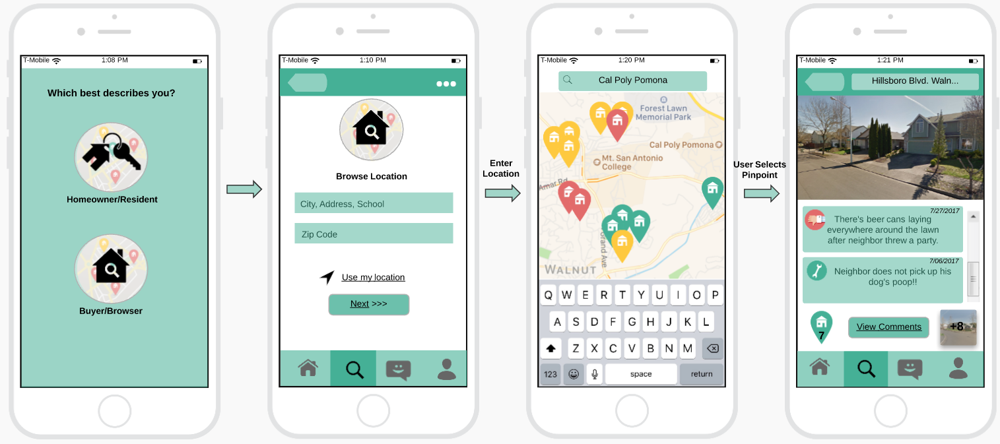 T-Mobile 1:08 PM
Which best describes you?
Homeowner/Resident
Buyer/Browser
T-Mobile 1:10 PM
Browse Location
City, Address, School
Zip Code
Use my location
Next >>>
Enter
Location
T-Mobile 1:20 PM
Cal Poly Pomona
Forest Lawn
Memorial Park
Cal Poly Pomona
Mt. San Antonio
College
Amar Rd
Grand Ave
WALNUT
Q W E R T Y U I O P
A S D F G H J K L
Z X C V B N M
123 space return
User Selects
Pinpoint
T-Mobile 1:21 PM
Hillsboro Blvd. Waln...
7/27/2017
There's beer cans laying
everywhere around the lawn
after neighbor threw a party.
7/06/2017
Neighbor does not pick up his
dog's poop!!
7
View Comments
+8